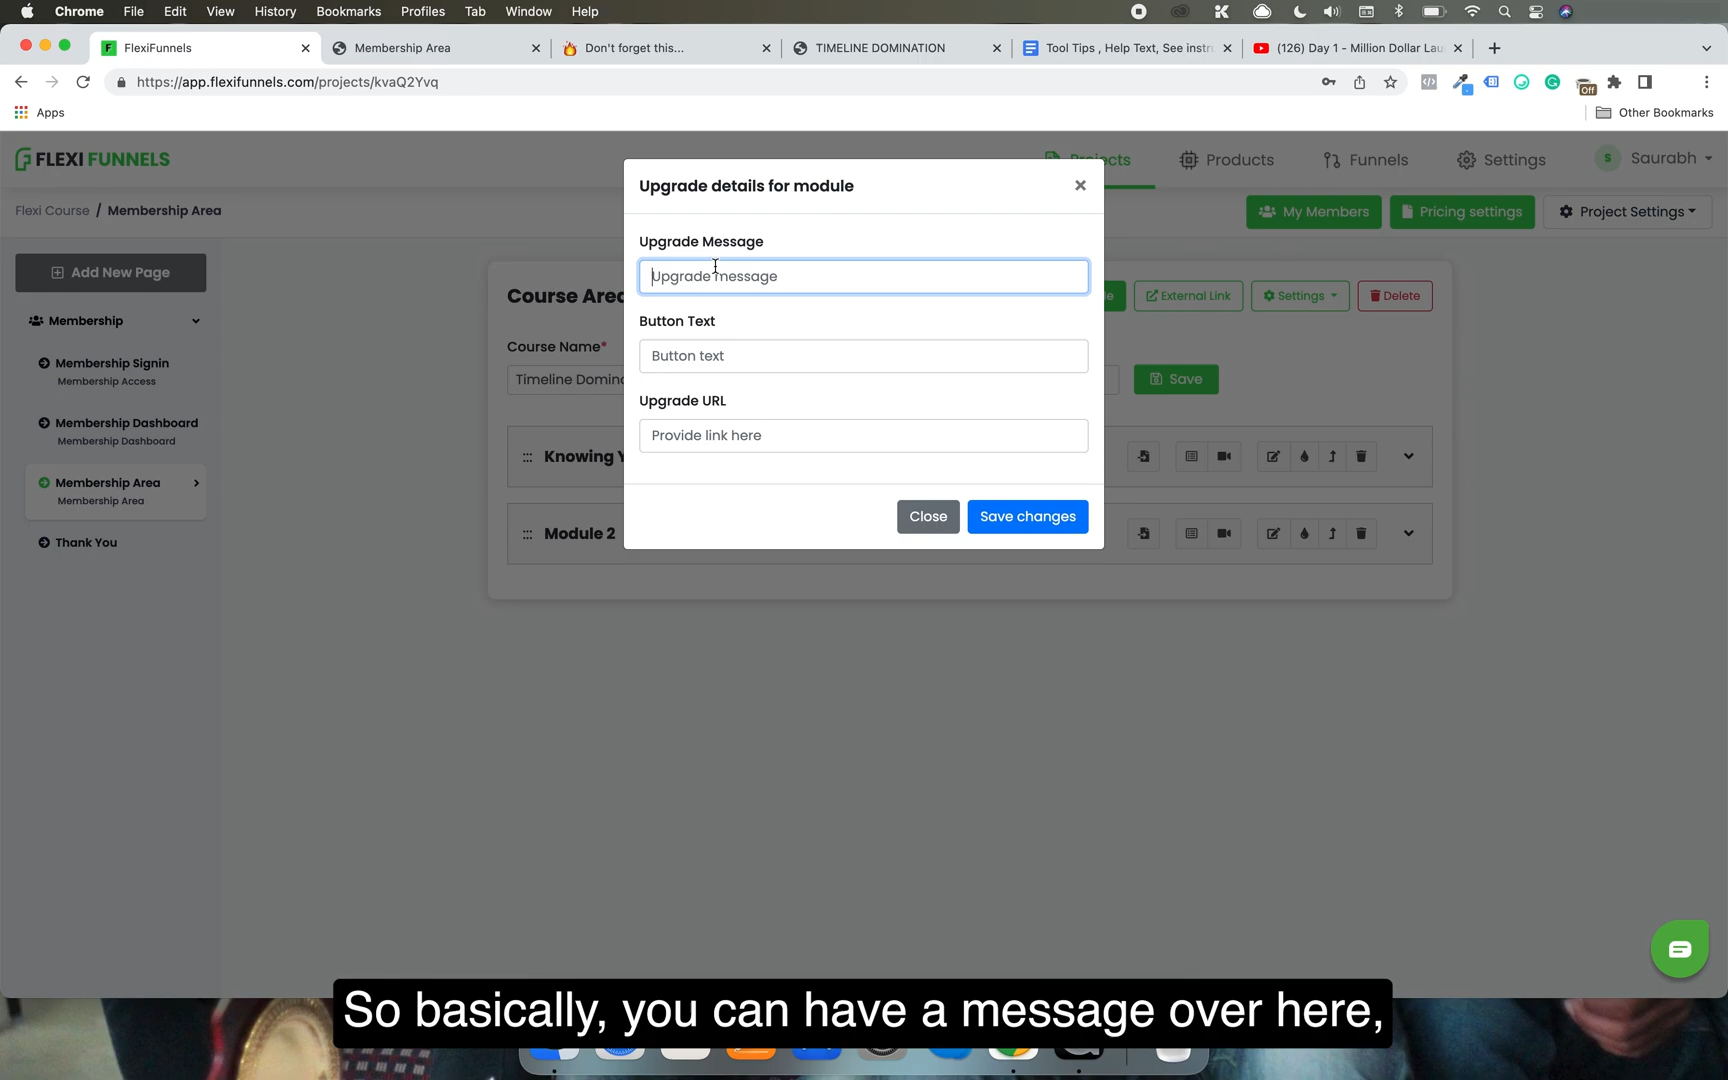 Chrome File Edit View History Bookmarks Profiles Tab Window Help
FlexiFunnels
Membership Area
Don't forget this...
TIMELINE DOMINATION
Tool Tips , Help Text, See instr
(126) Day 1 - Million Dollar Lau
https://app.flexifunnels.com/projects/kvaQ2Yvq
Off
Apps
Other Bookmarks
FLEXI FUNNELS
Projects
Products
Funnels
Settings
S
Saurabh
Flexi Course / Membership Area
My Members
Pricing settings
Project Settings
Add New Page
Membership
Membership Signin
Membership Access
Membership Dashboard
Membership Dashboard
Membership Area
Membership Area
Thank You
Course Area
External Link
Settings
Delete
Course Name*
Timeline Domin
Save
Knowing Y
Module 2
Upgrade details for module
Upgrade Message
Upgrade message
Button Text
Button text
Upgrade URL
Provide link here
Close
Save changes
So basically, you can have a message over here,